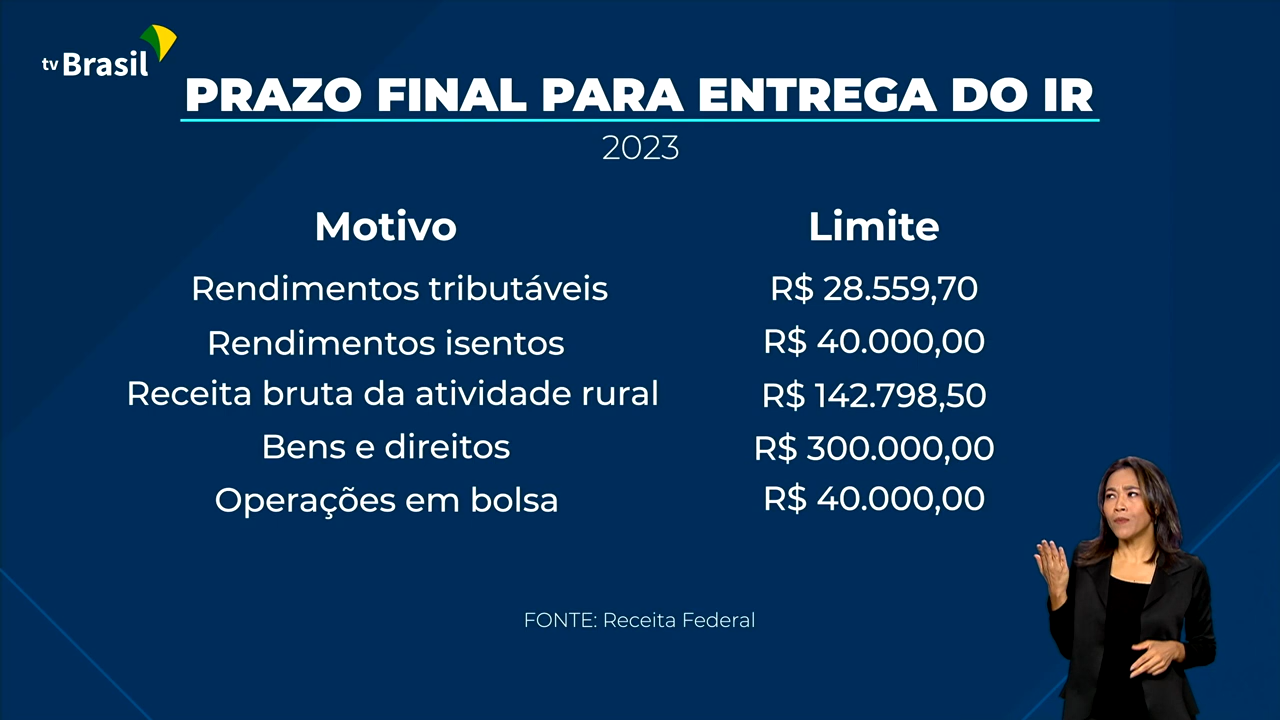 tv Brasil
PRAZO FINAL PARA ENTREGA DO IR
2023
Motivo Limite
Rendimentos tributáveis R$ 28.559,70
Rendimentos isentos R$ 40.000,00
Receita bruta da atividade rural R$ 142.798,50
Bens e direitos R$ 300.000,00
Operações em bolsa R$ 40.000,00
FONTE: Receita Federal